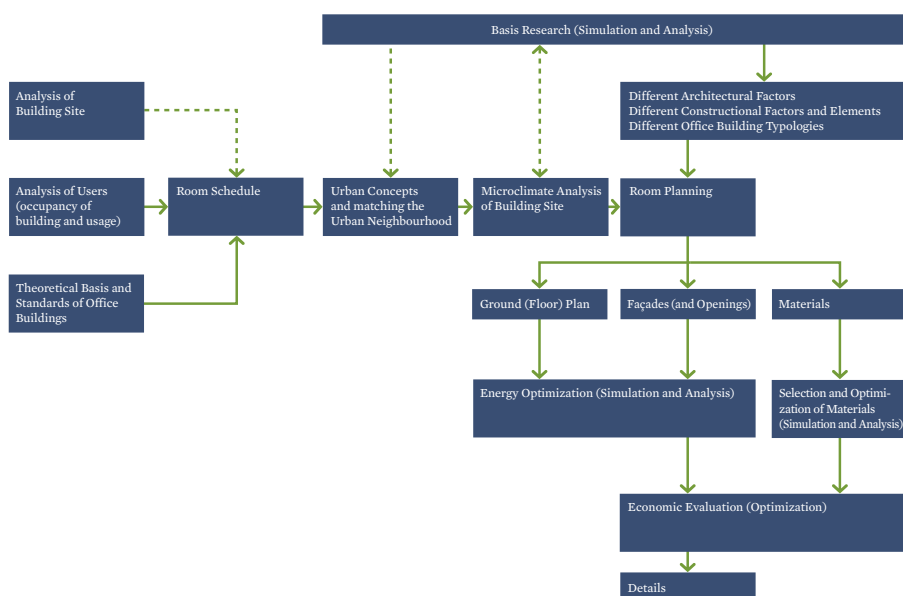 Basis Research (Simulation and Analysis)
Analysis of
Building Site
Different Architectural Factors
Different Constructional Factors and Elements
Different Office Building Typologies
Analysis of Users
(occupancy of
building and usage)
Room Schedule
Urban Concepts
and matching the
Urban Neighbourhood
Microclimate Analysis
of Building Site
Room Planning
Theoretical Basis and
Standards of Office
Buildings
Ground (Floor) Plan
Façades (and Openings)
Materials
Energy Optimization (Simulation and Analysis)
Selection and Optimi-
zation of Materials
(Simulation and Analysis)
Economic Evaluation (Optimization)
Details